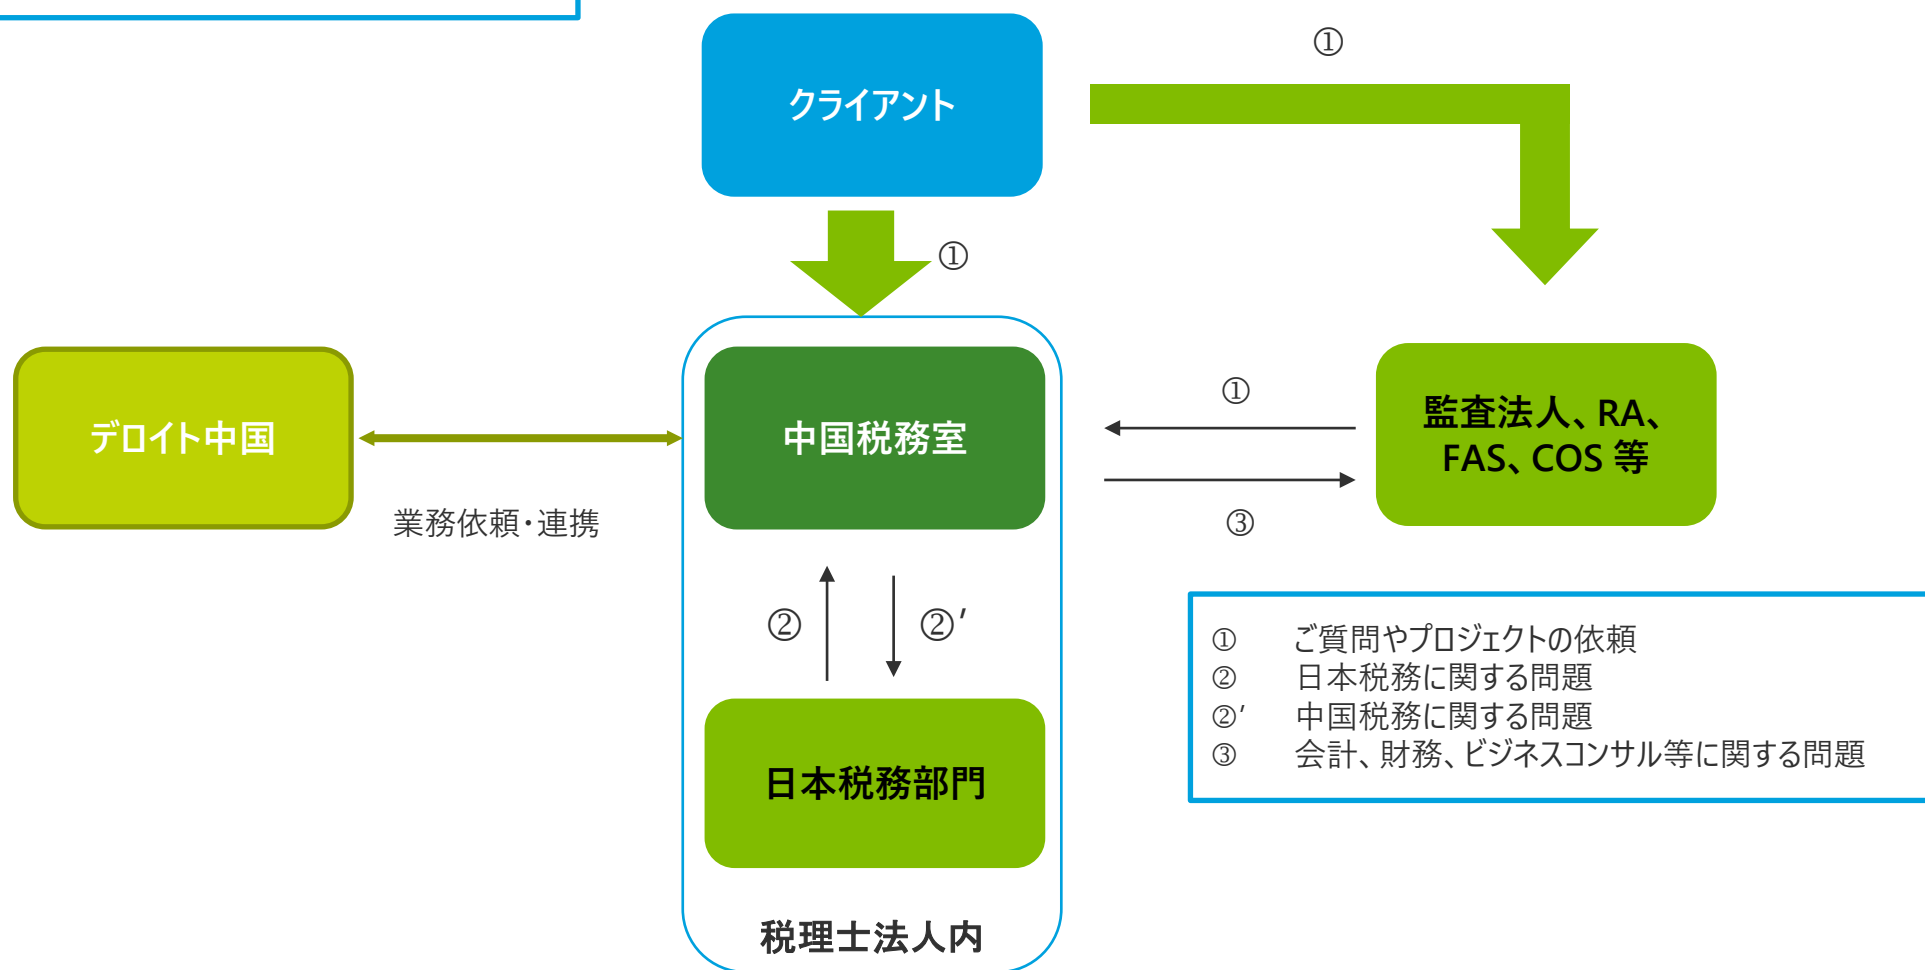 クライアント
①
①
デロイト中国
業務依頼・連携
中国税務室
①
③
監査法人、RA、
FAS、COS 等
②
②′
日本税務部門
税理士法人内
① ご質問やプロジェクトの依頼
② 日本税務に関する問題
②′ 中国税務に関する問題
③ 会計、財務、ビジネスコンサル等に関する問題